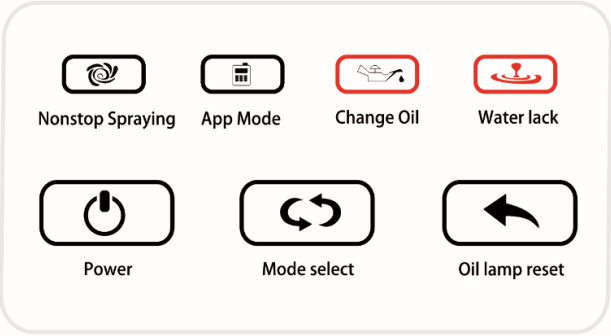 Nonstop Spraying
App Mode
Change Oil
Water lack
Power
Mode select
Oil lamp reset